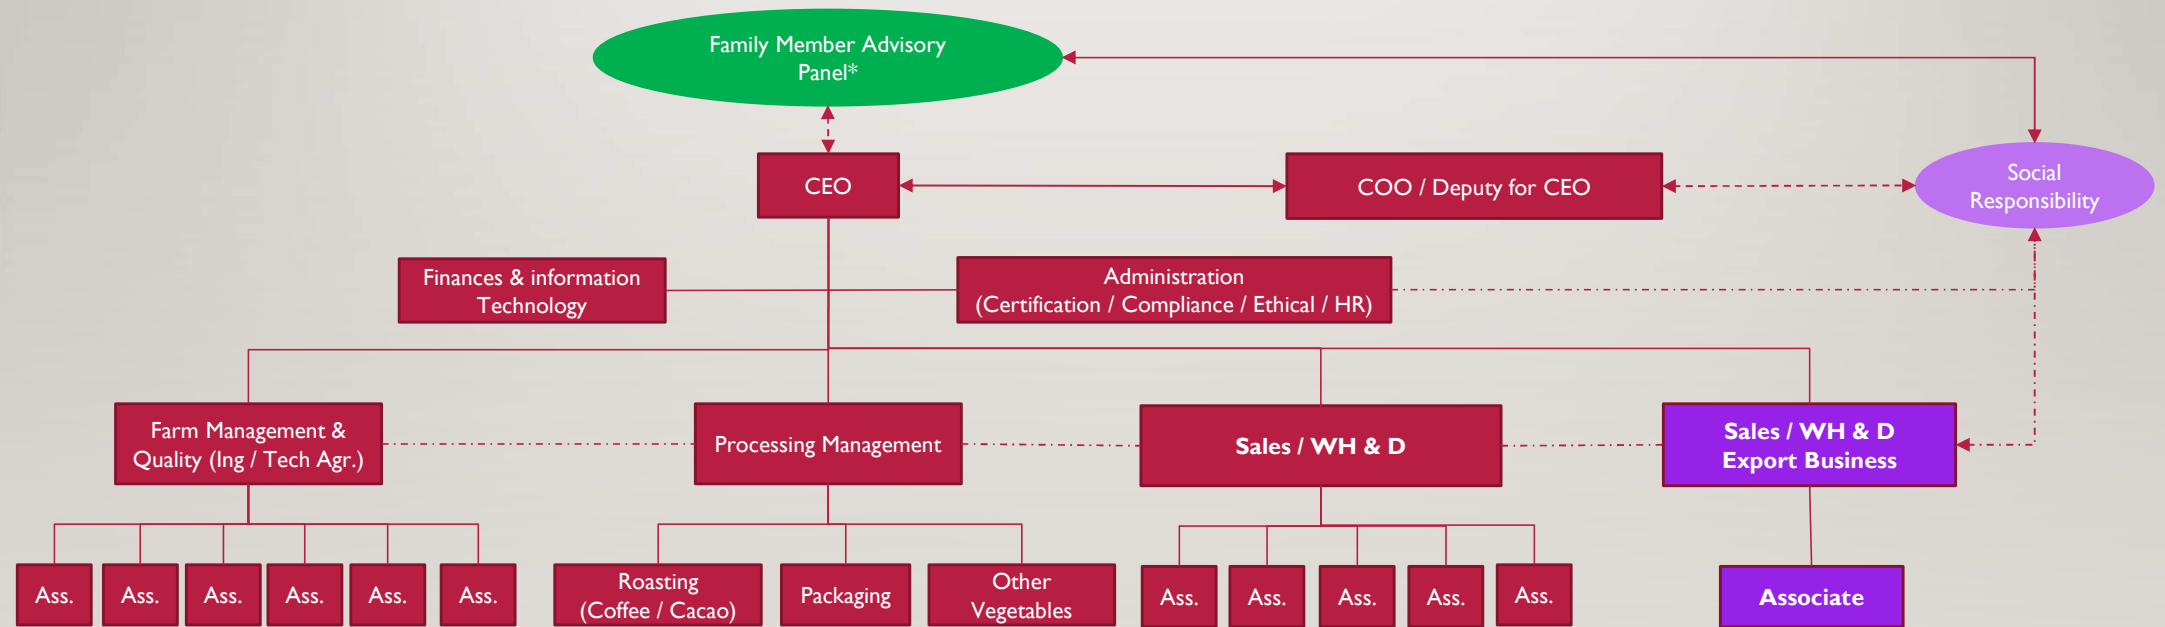 Family Member Advisory
Panel*
CEO
COO / Deputy for CEO
Social
Responsibility
Finances & information
Technology
Administration
(Certification / Compliance / Ethical / HR)
Farm Management &
Quality (Ing / Tech Agr.)
Processing Management
Sales / WH & D
Sales / WH & D
Export Business
Ass.
Ass.
Ass.
Ass.
Ass.
Ass.
Roasting
(Coffee / Cacao)
Packaging
Other
Vegetables
Ass.
Ass.
Ass.
Ass.
Ass.
Associate